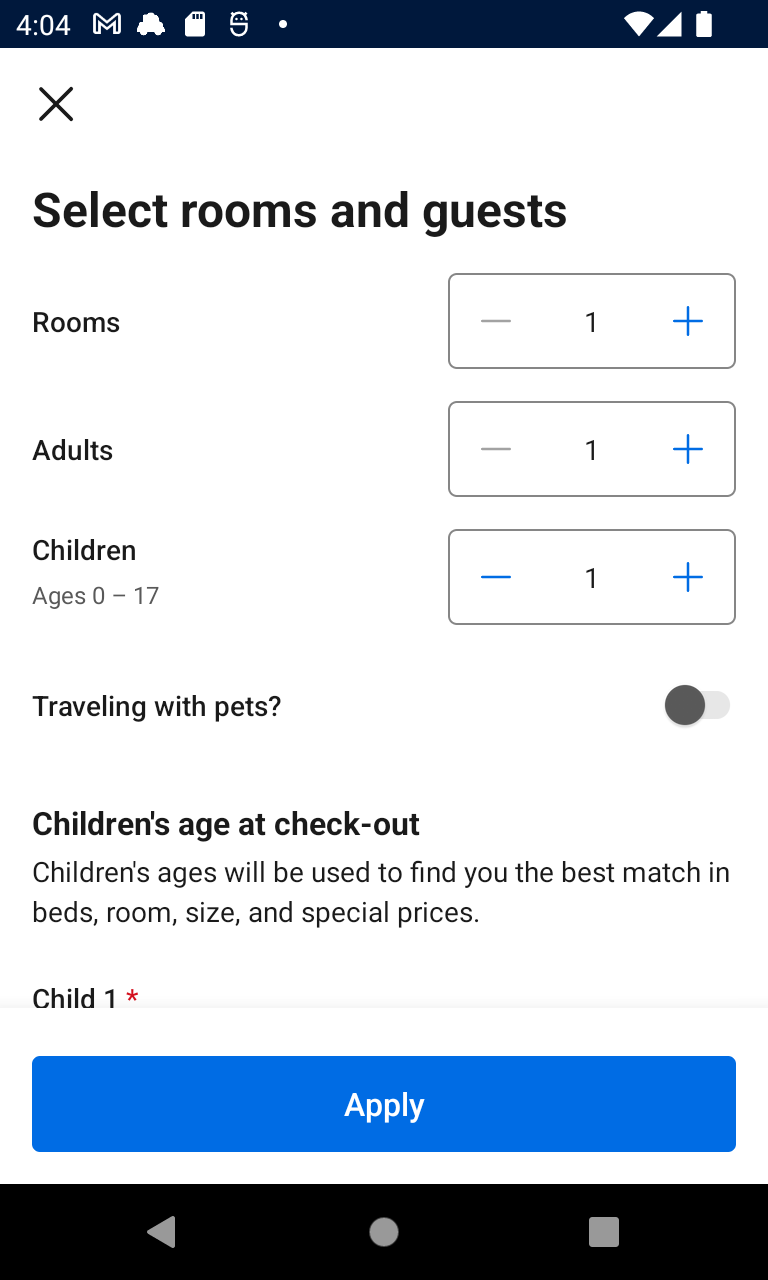 4:04
Select rooms and guests
Rooms
1
Adults
1
Children
Ages 0 – 17
1
Traveling with pets?
Children's age at check-out
Children's ages will be used to find you the best match in
beds, room, size, and special prices.
Child 1 *
Apply